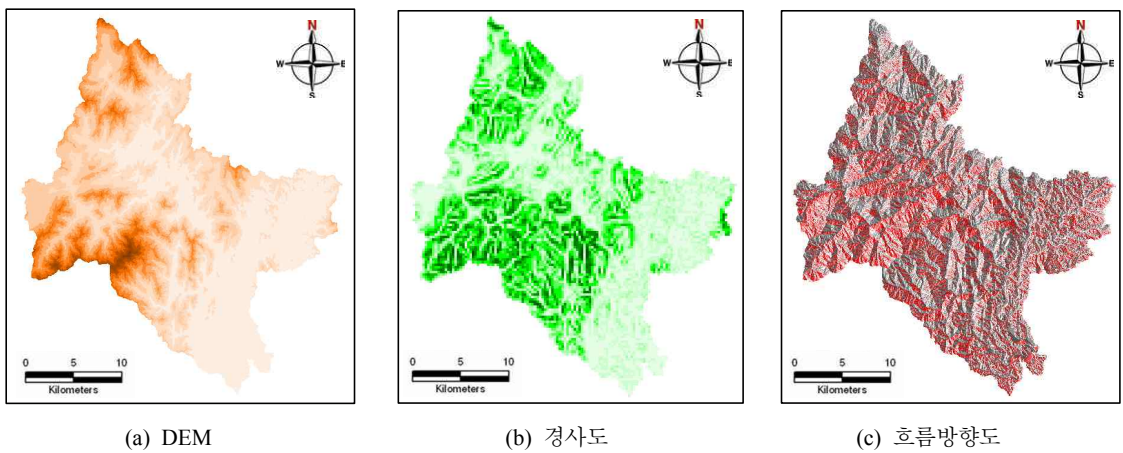 N
W E
S
0 5 10
Kilometers
N
W E
S
0 5 10
Kilometers
N
W E
S
0 5 10
Kilometers
(a) DEM
(b) 경사도
(c) 흐름방향도